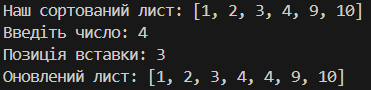 Наш сортований лист: [1, 2, 3, 4, 9, 10]
Введіть число: 4
Позиція вставки: 3
Оновлений лист: [1, 2, 3, 4, 4, 9, 10]